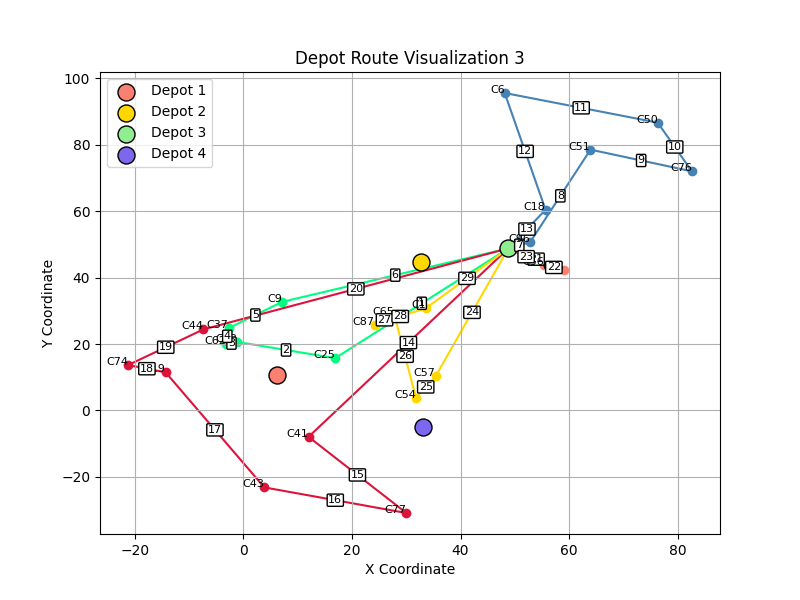 Depot Route Visualization 3
Depot 1
Depot 2
Depot 3
Depot 4
Y Coordinate
X Coordinate
100
80
60
40
20
0
−20
−20
0
20
40
60
80
C6
C50
C51
C76
C18
C9
C44
C37
C74
C25
C87
C65
C57
C54
C41
C43
C77
1
2
3
4
5
6
7
8
9
10
11
12
13
14
15
16
17
18
19
20
22
23
24
25
26
27
28
29